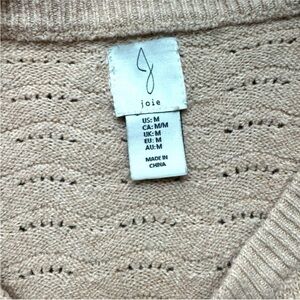 J
joie
US: M
CA: M/M
UK: M
EU: M
AU: M
MADE IN
CHINA